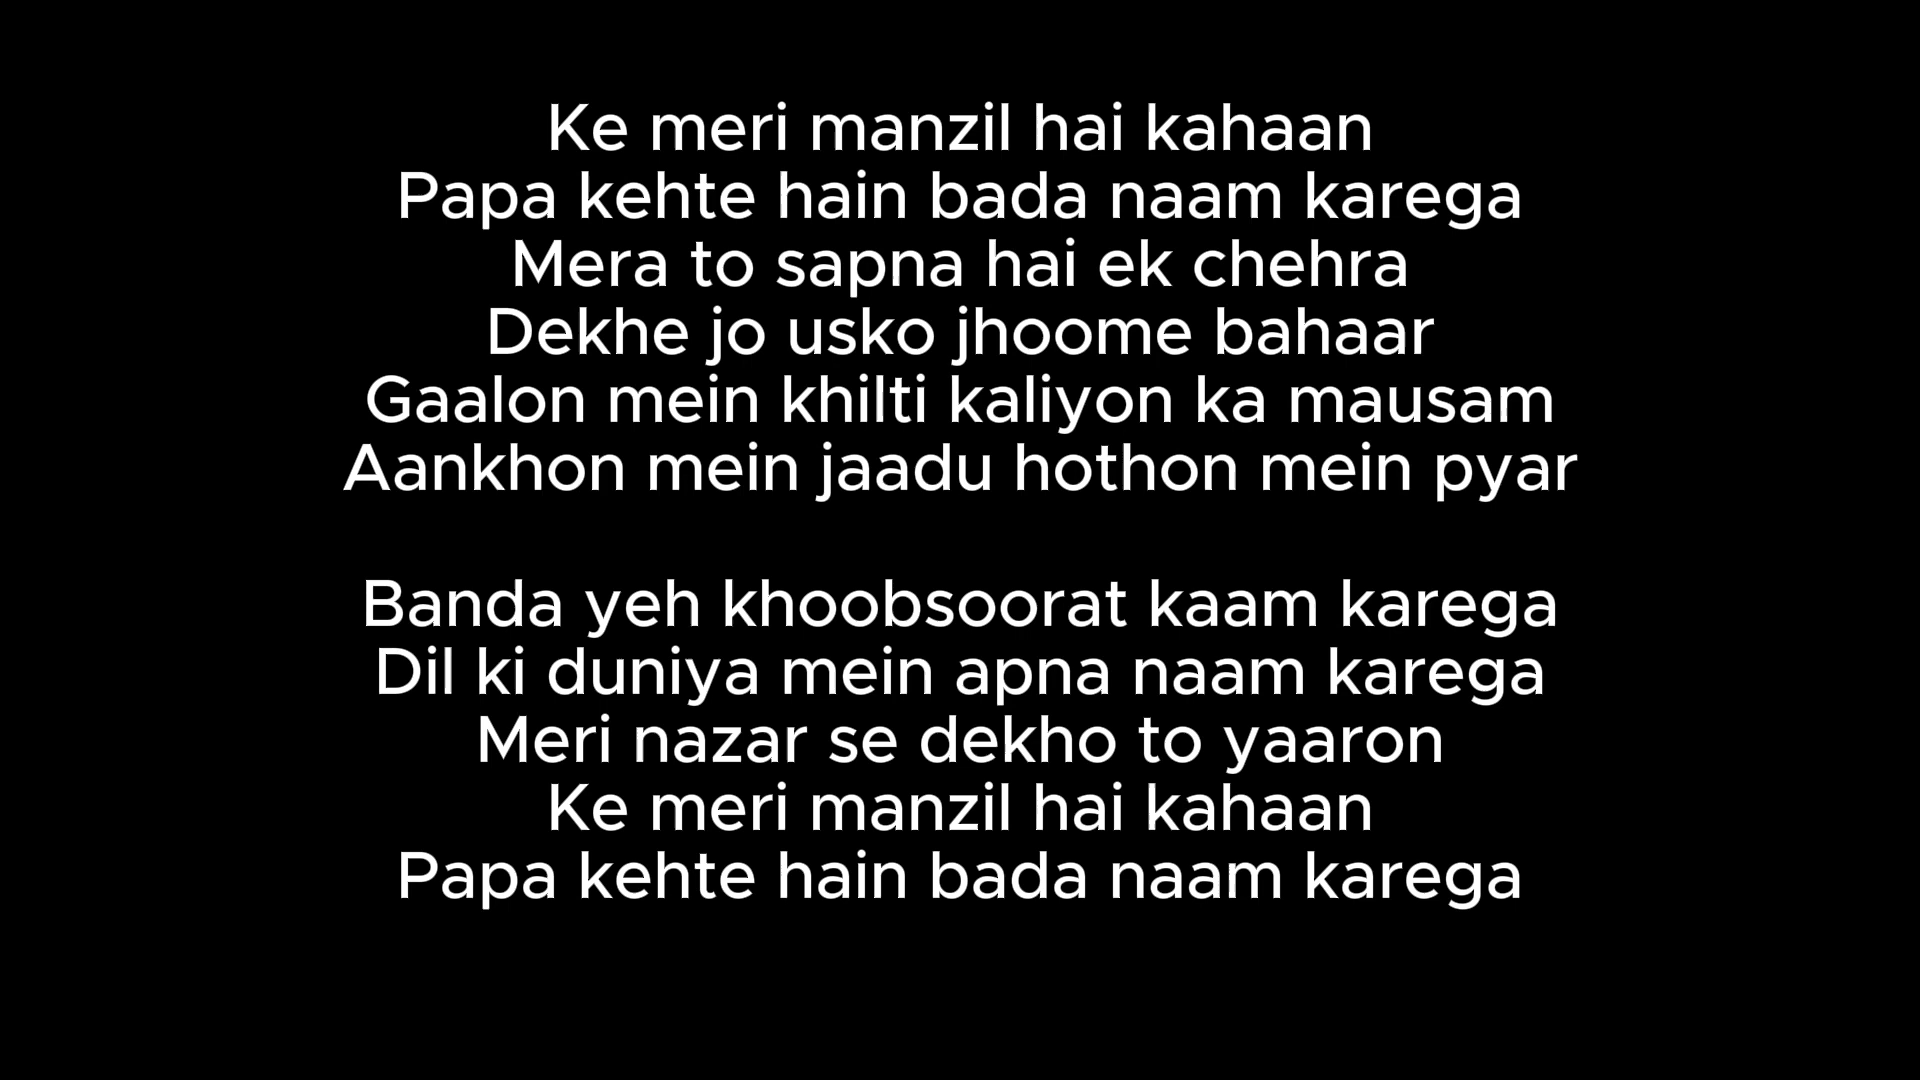 Ke meri manzil hai kahaan
Papa kehte hain bada naam karega
Mera to sapna hai ek chehra
Dekhe jo usko jhoome bahaar
Gaalon mein khilti kaliyon ka mausam
Aankhon mein jaadu hothon mein pyar

Banda yeh khoobsoorat kaam karega
Dil ki duniya mein apna naam karega
Meri nazar se dekho to yaaron
Ke meri manzil hai kahaan
Papa kehte hain bada naam karega